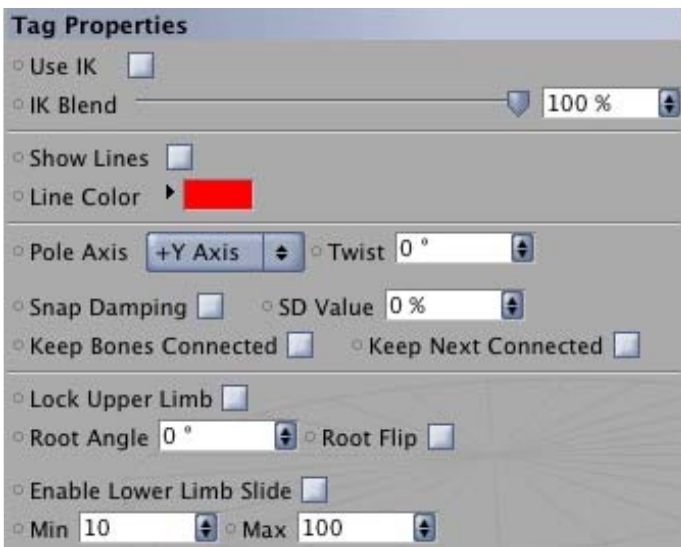 Tag Properties
Use IK
IK Blend 100 %
Show Lines
Line Color
Pole Axis +Y Axis Twist 0 °
Snap Damping SD Value 0 %
Keep Bones Connected Keep Next Connected
Lock Upper Limb
Root Angle 0 ° Root Flip
Enable Lower Limb Slide
Min 10 Max 100